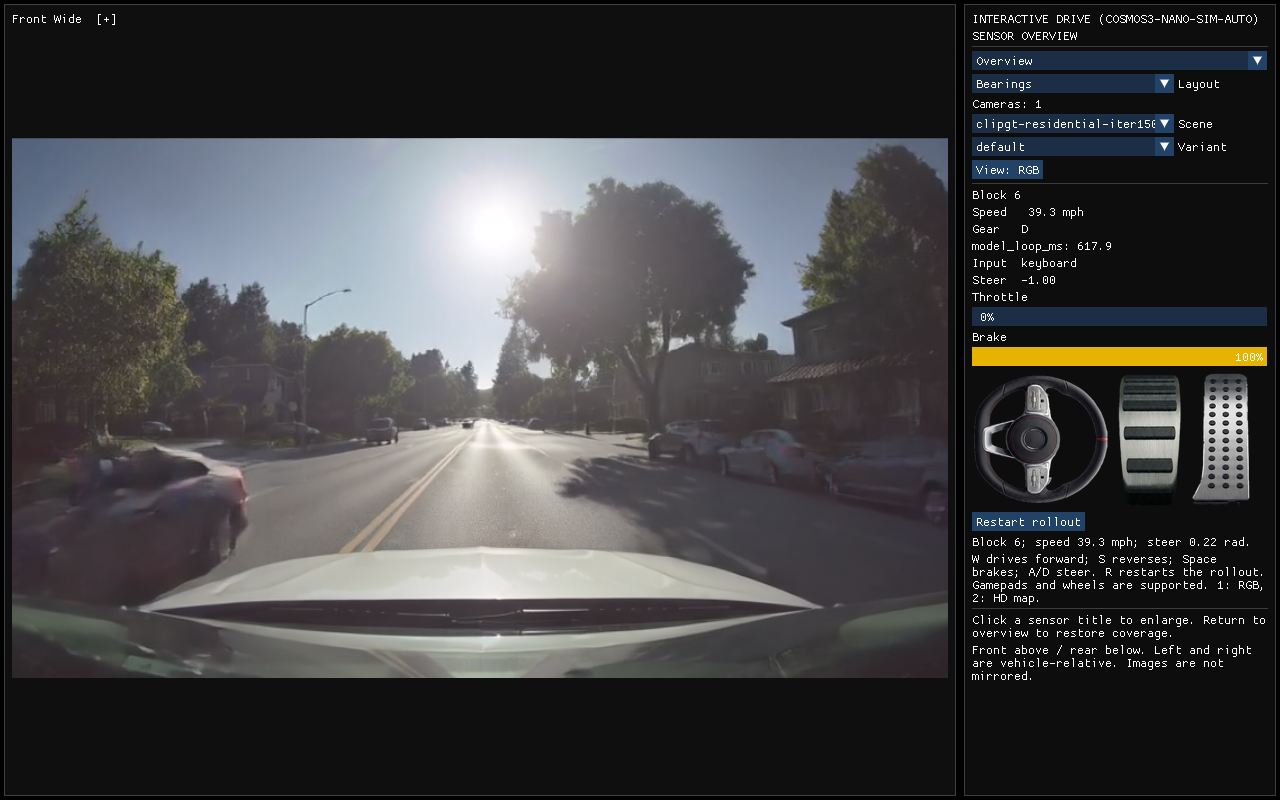 Front Wide  [+]
INTERACTIVE DRIVE (COSMOS3-NANO-SIM-AUTO)
SENSOR OVERVIEW
Overview
Bearings
Layout
Cameras: 1
clipgt-residential-iter150
Scene
default
Variant
View: RGB
Block 6
Speed   39.3 mph
Gear  D
model_loop_ms: 617.9
Input  keyboard
Steer  -1.00
Throttle
0%
Brake
100%
Restart rollout
Block 6; speed 39.3 mph; steer 0.22 rad.
W drives forward; S reverses; Space
brakes; A/D steer. R restarts the rollout.
Gamepads and wheels are supported. 1: RGB,
2: HD map.
Click a sensor title to enlarge. Return to
overview to restore coverage.
Front above / rear below. Left and right
are vehicle-relative. Images are not
mirrored.